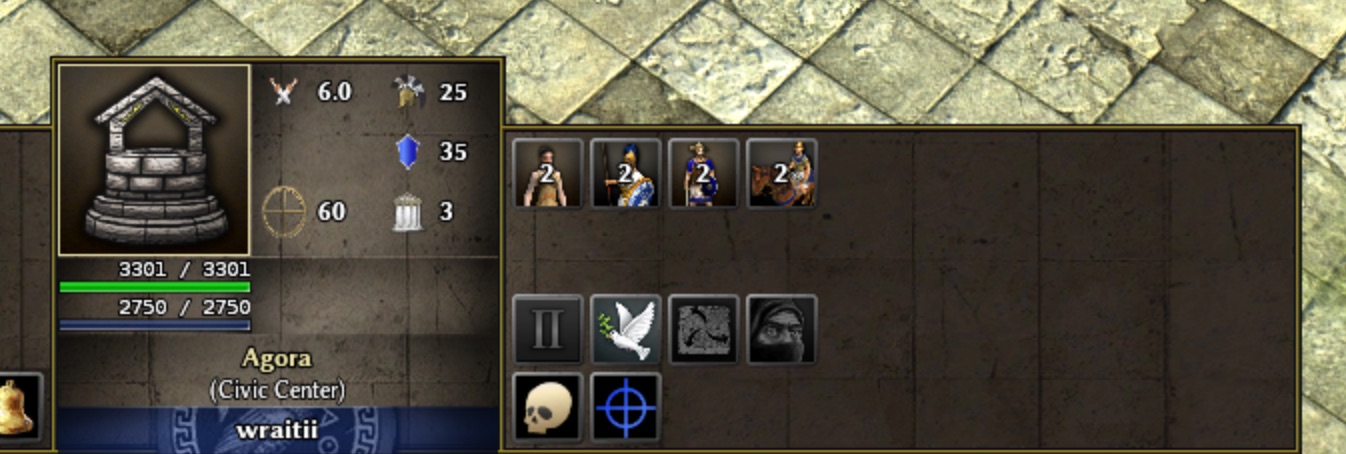 6.0 25
35
60 3
3301 / 3301
2750 / 2750
Agora
(Civic Center)
wraitii
2 2 2 2
II